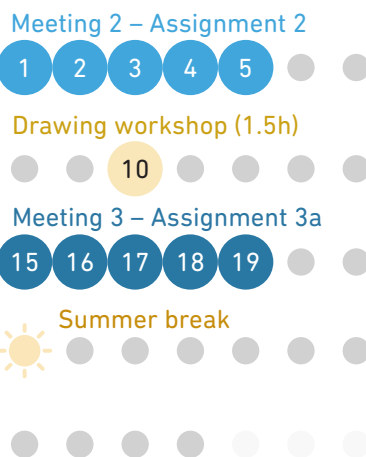 Meeting 2 – Assignment 2
1 2 3 4 5
Drawing workshop (1.5h)
10
Meeting 3 – Assignment 3a
15 16 17 18 19
Summer break